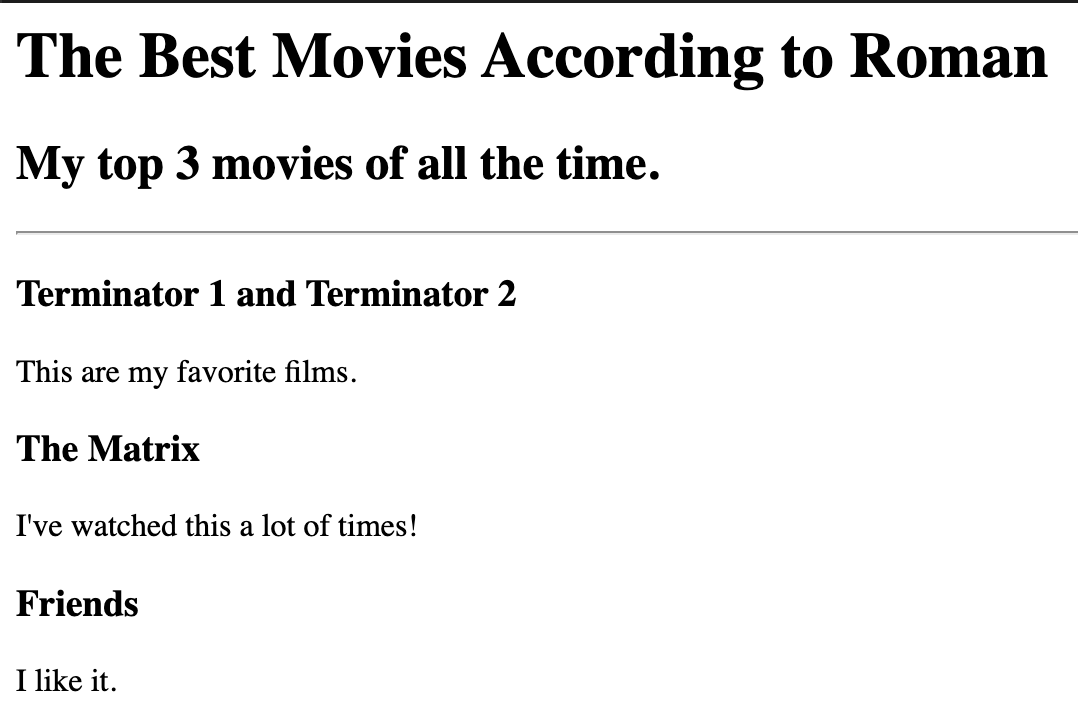 The Best Movies According to Roman
My top 3 movies of all the time.
Terminator 1 and Terminator 2
This are my favorite films.
The Matrix
I've watched this a lot of times!
Friends
I like it.